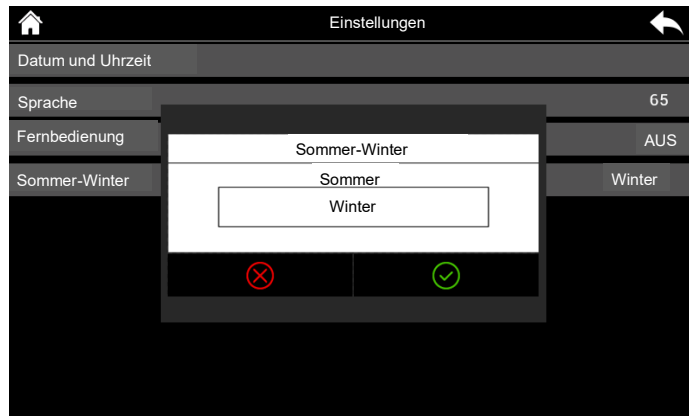 Einstellungen
Datum und Uhrzeit
Sprache 65
Fernbedienung AUS
Sommer-Winter Winter
Sommer-Winter
Sommer
Winter